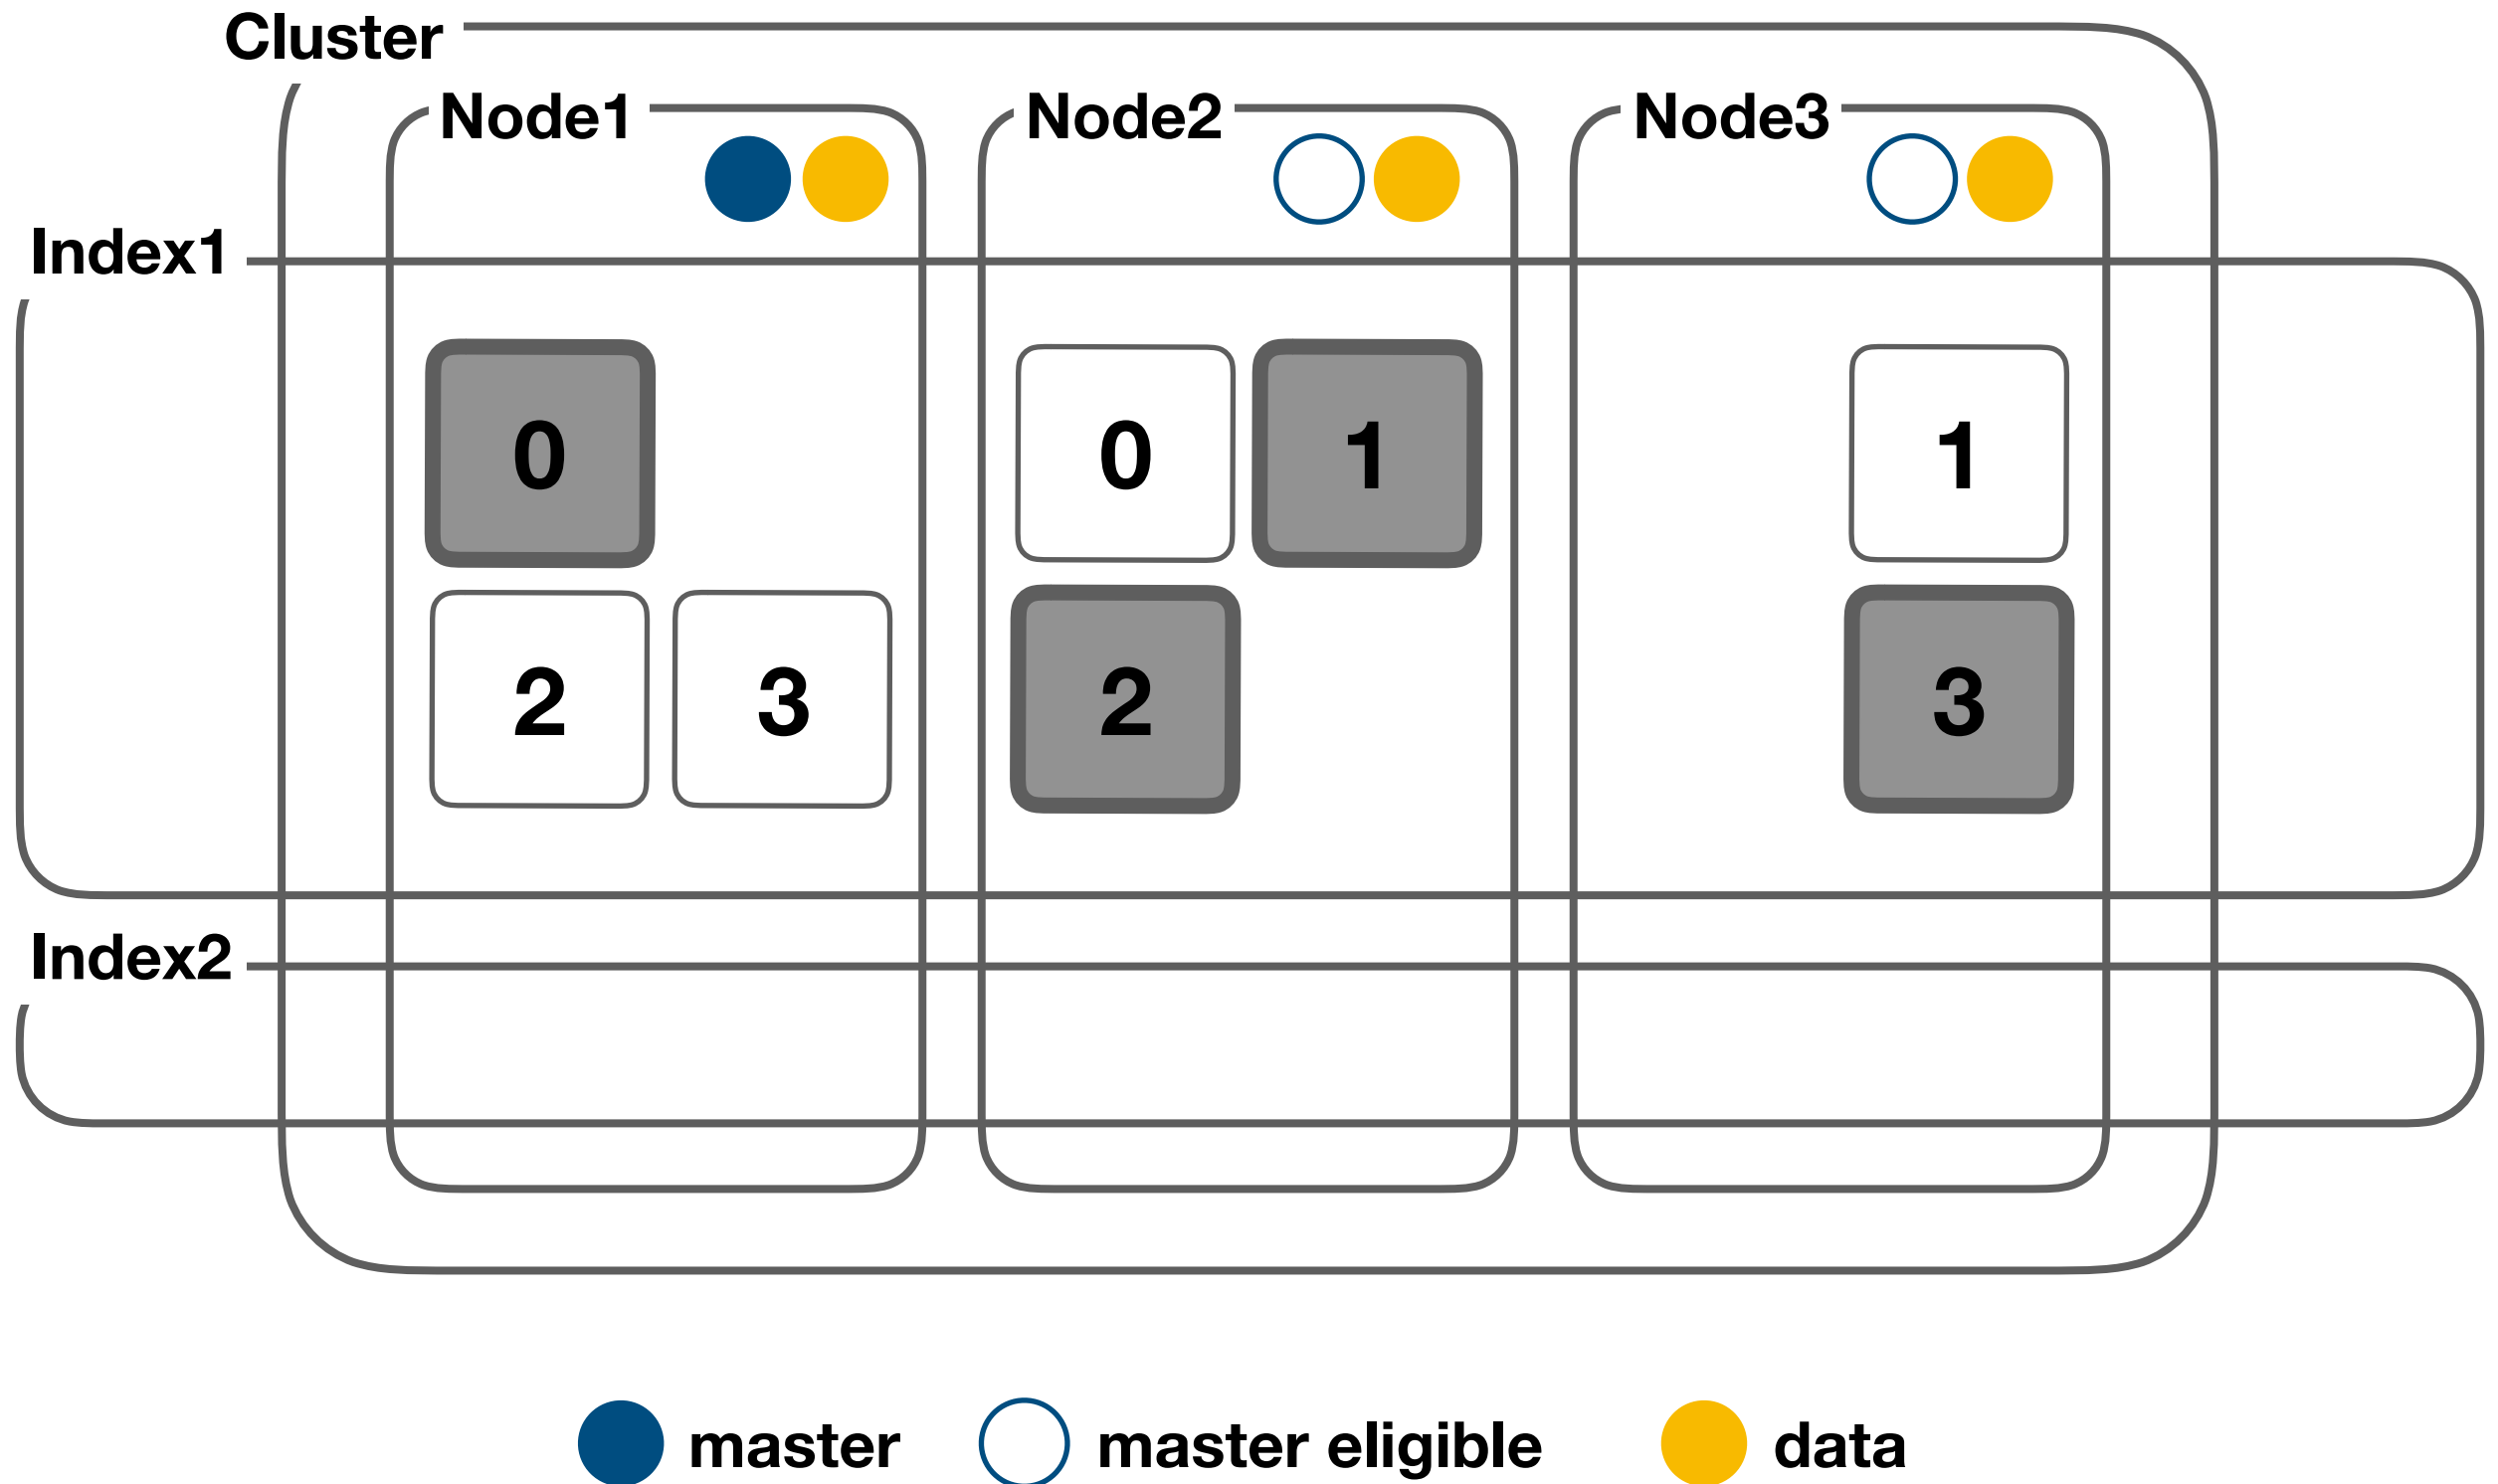 Cluster
Node1 Node2 Node3
Index1
0 0 1 1
2 3 2 3
Index2
master master eligible data